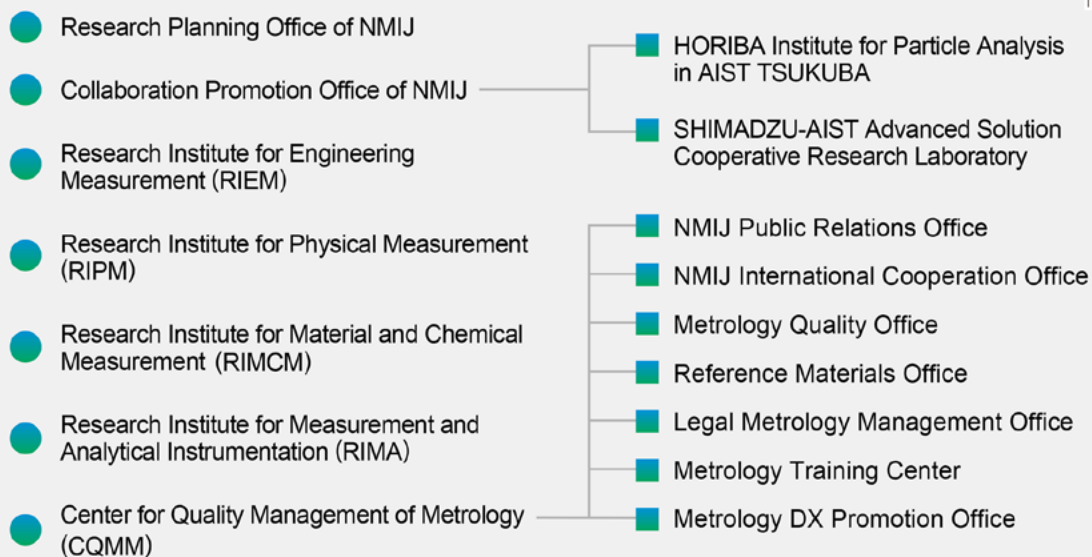 Research Planning Office of NMIJ
Collaboration Promotion Office of NMIJ
HORIBA Institute for Particle Analysis
in AIST TSUKUBA
SHIMADZU-AIST Advanced Solution
Cooperative Research Laboratory
Research Institute for Engineering
Measurement (RIEM)
Research Institute for Physical Measurement
(RIPM)
Research Institute for Material and Chemical
Measurement (RIMCM)
Research Institute for Measurement and
Analytical Instrumentation (RIMA)
Center for Quality Management of Metrology
(CQMM)
NMIJ Public Relations Office
NMIJ International Cooperation Office
Metrology Quality Office
Reference Materials Office
Legal Metrology Management Office
Metrology Training Center
Metrology DX Promotion Office